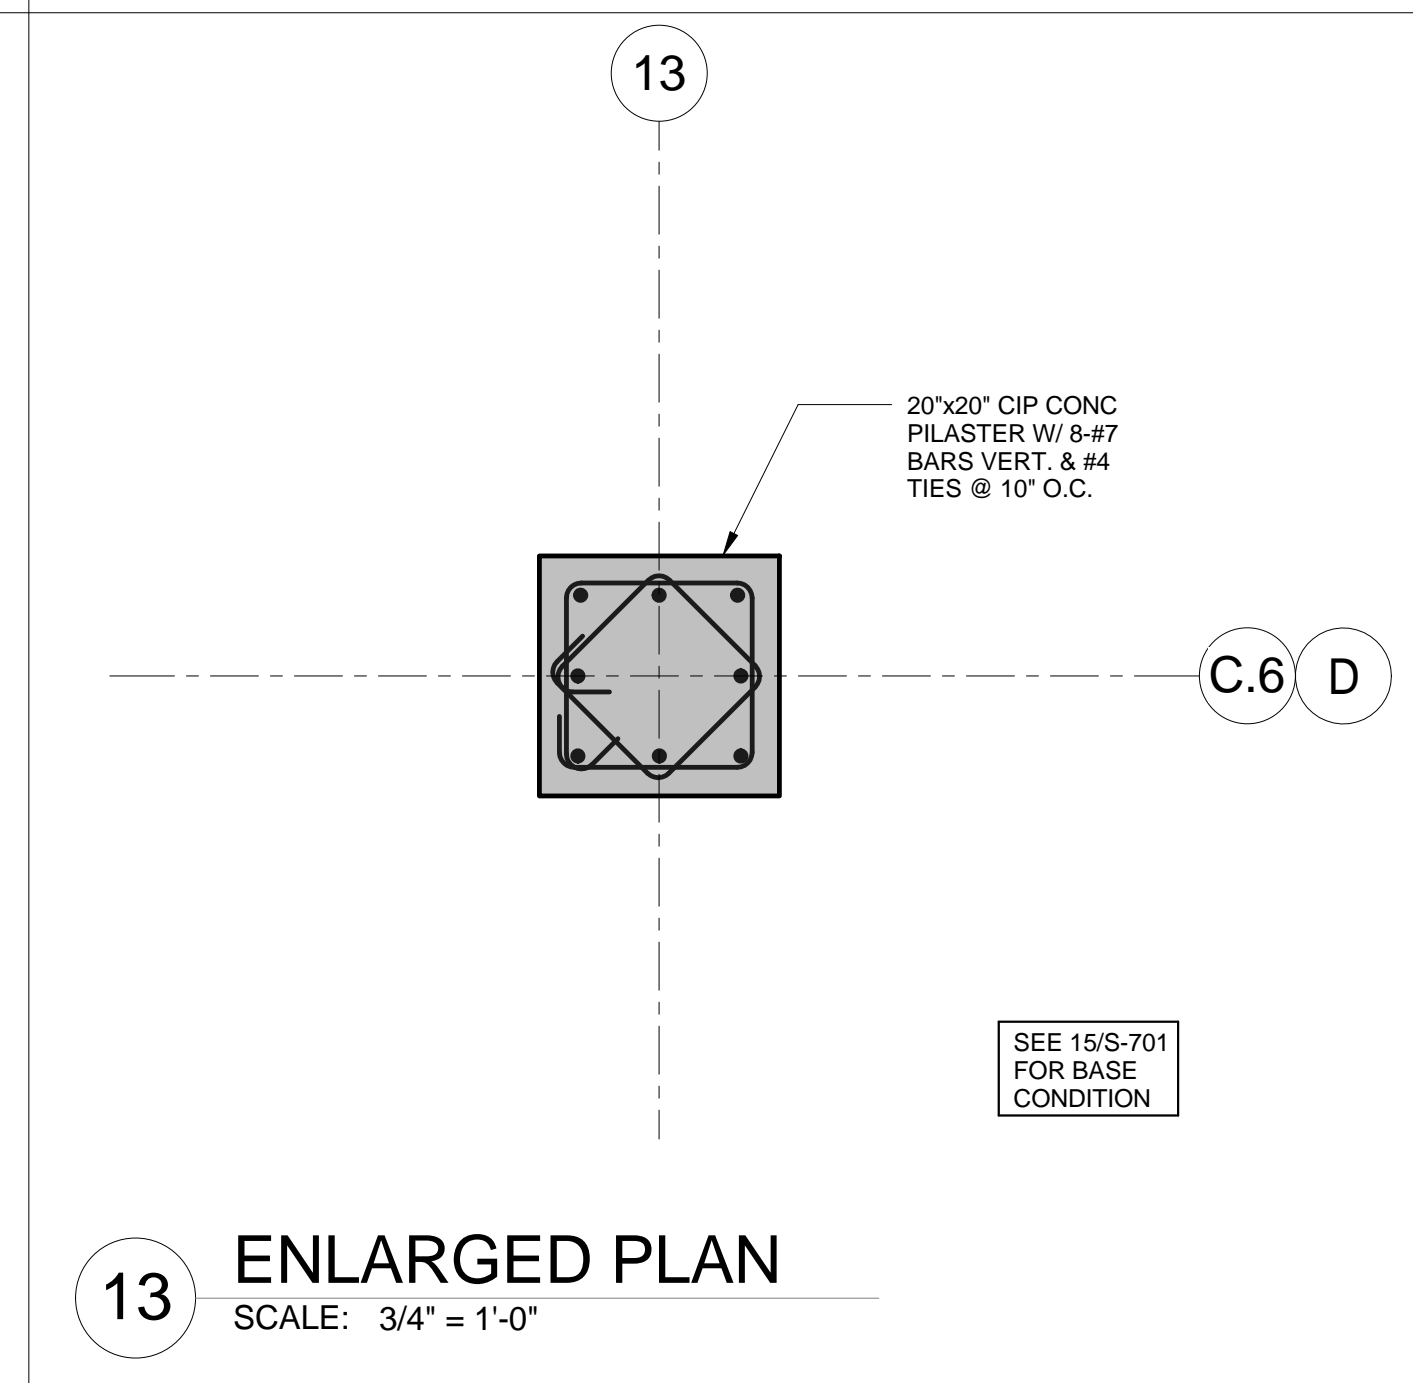 13
20"x20" CIP CONC
PILASTER W/ 8-#7
BARS VERT. & #4
TIES @ 10" O.C.
C.6 D
SEE 15/S-701
FOR BASE
CONDITION
13 ENLARGED PLAN
SCALE: 3/4" = 1'-0"